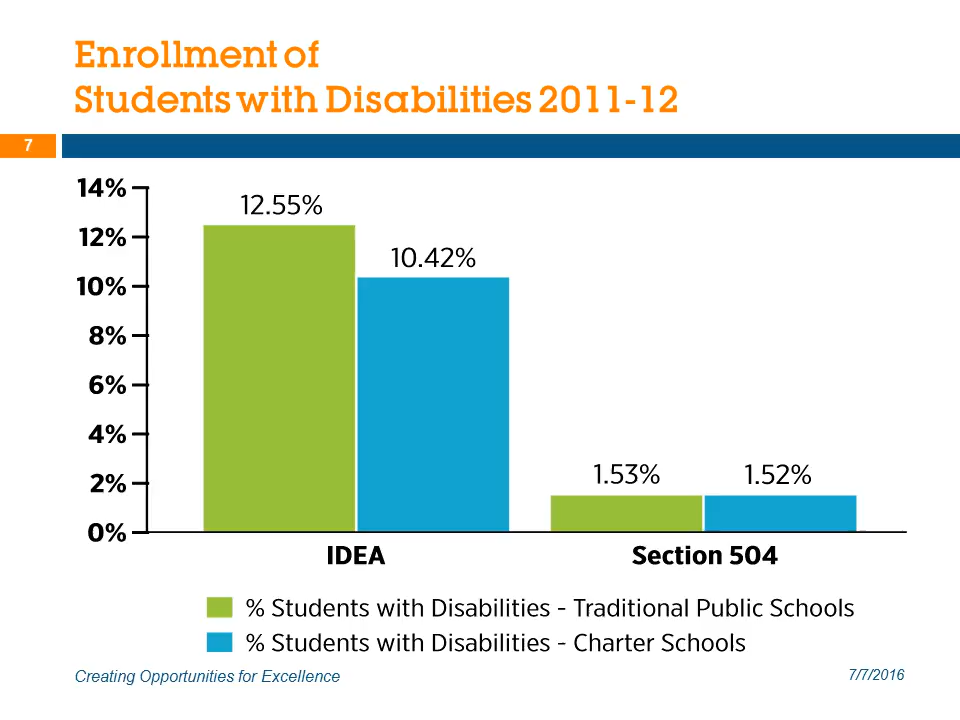 Enrollment of
Students with Disabilities 2011-12
7
14%
12%
10%
8%
6%
4%
2%
0%
12.55%
10.42%
1.53%
1.52%
IDEA
Section 504
% Students with Disabilities - Traditional Public Schools
% Students with Disabilities - Charter Schools
Creating Opportunities for Excellence
7/7/2016